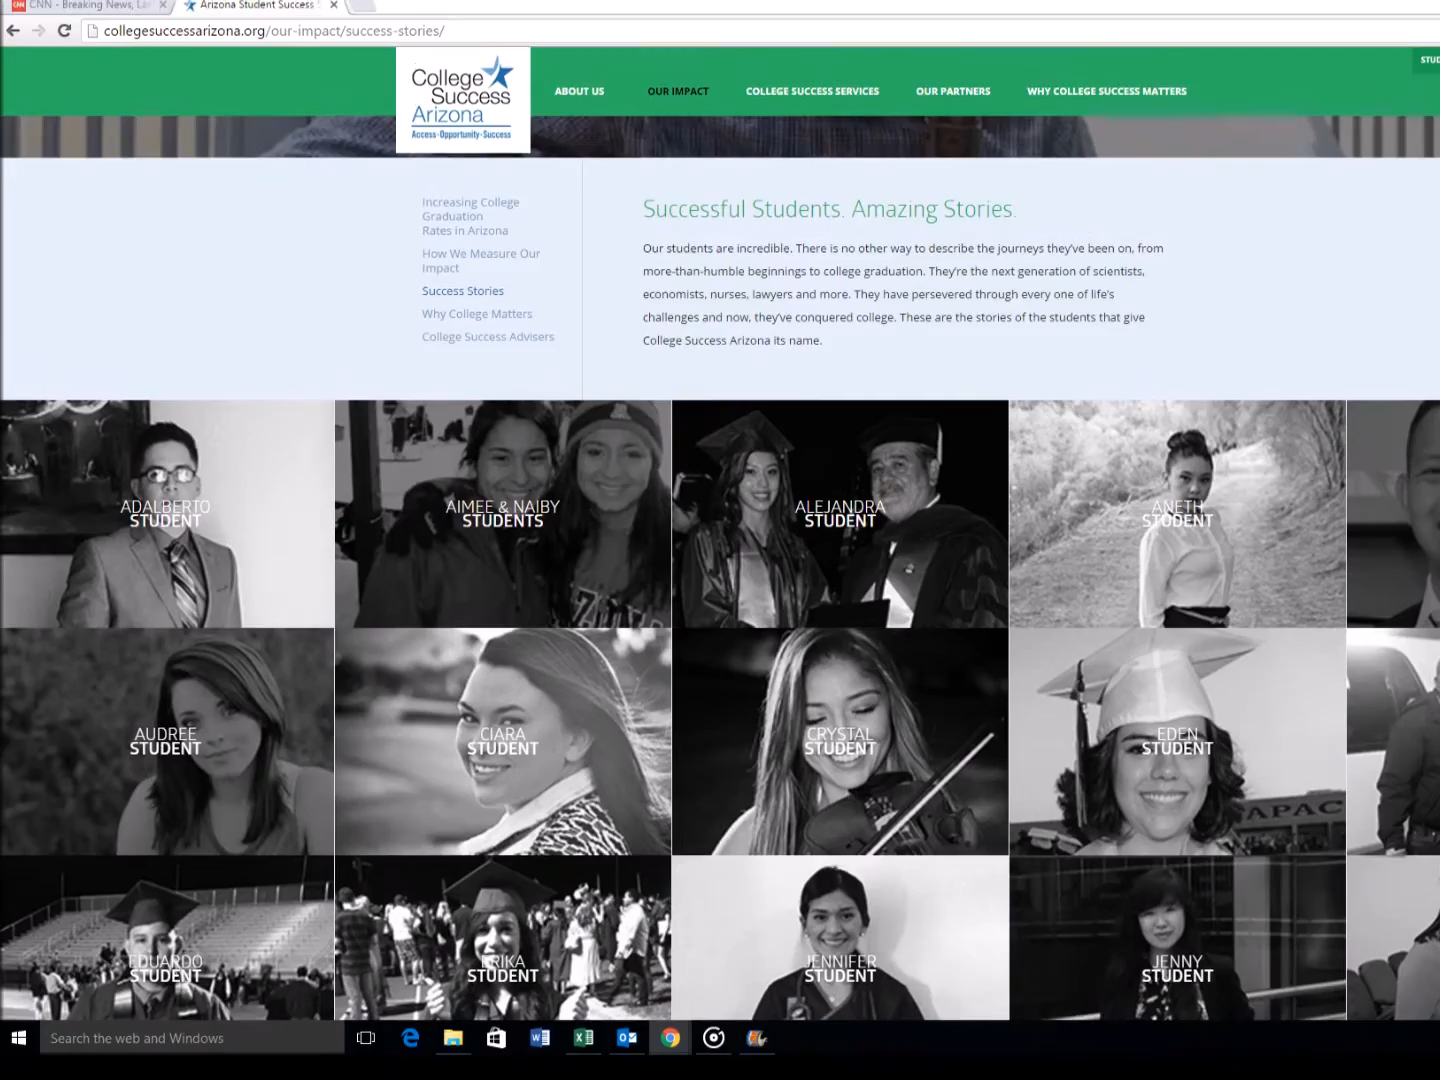 CNN - Breaking News, La
Arizona Student Success
collegesuccessarizona.org/our-impact/success-stories/
STUD
College
Success
Arizona
Access-Opportunity-Success
ABOUT US
OUR IMPACT
COLLEGE SUCCESS SERVICES
OUR PARTNERS
WHY COLLEGE SUCCESS MATTERS
Increasing College
Graduation
Rates in Arizona
How We Measure Our
Impact
Success Stories
Why College Matters
College Success Advisers
Successful Students. Amazing Stories.
Our students are incredible. There is no other way to describe the journeys they've been on, from
more-than-humble beginnings to college graduation. They're the next generation of scientists,
economists, nurses, lawyers and more. They have persevered through every one of life's
challenges and now, they've conquered college. These are the stories of the students that give
College Success Arizona its name.
ADALBERTO
STUDENT
AIMEE & NAIBY
STUDENTS
ALEJANDRA
STUDENT
ANETH
STUDENT
AUDREE
STUDENT
CIARA
STUDENT
CRYSTAL
STUDENT
EDEN
STUDENT
APAC
EDUARDO
STUDENT
ERIKA
STUDENT
JENNIFER
STUDENT
JENNY
STUDENT
Search the web and Windows